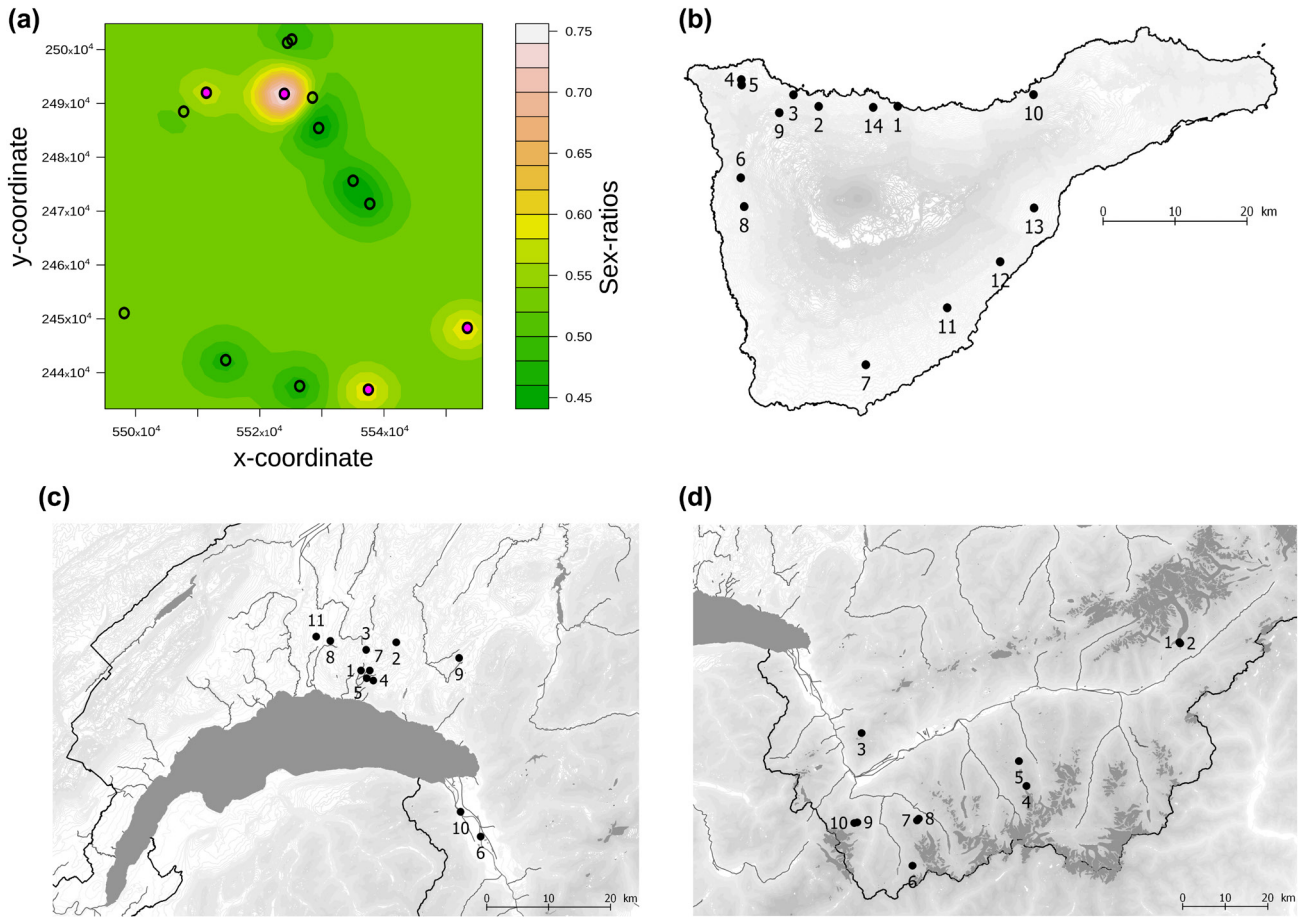 (a)
y-coordinate
250x10⁴
249x10⁴
248x10⁴
247x10⁴
246x10⁴
245x10⁴
244x10⁴
550x10⁴
552x10⁴
554x10⁴
x-coordinate
0.75
0.70
0.65
0.60
0.55
0.50
0.45
Sex-ratios
(b)
4
5
3
9
2
14
1
10
6
8
13
12
11
7
0 10 20 km
(c)
11
8
3
2
7
1
4
5
9
10
6
0 10 20 km
(d)
1 2
3
5
4
10 9
7 8
6
0 10 20 km